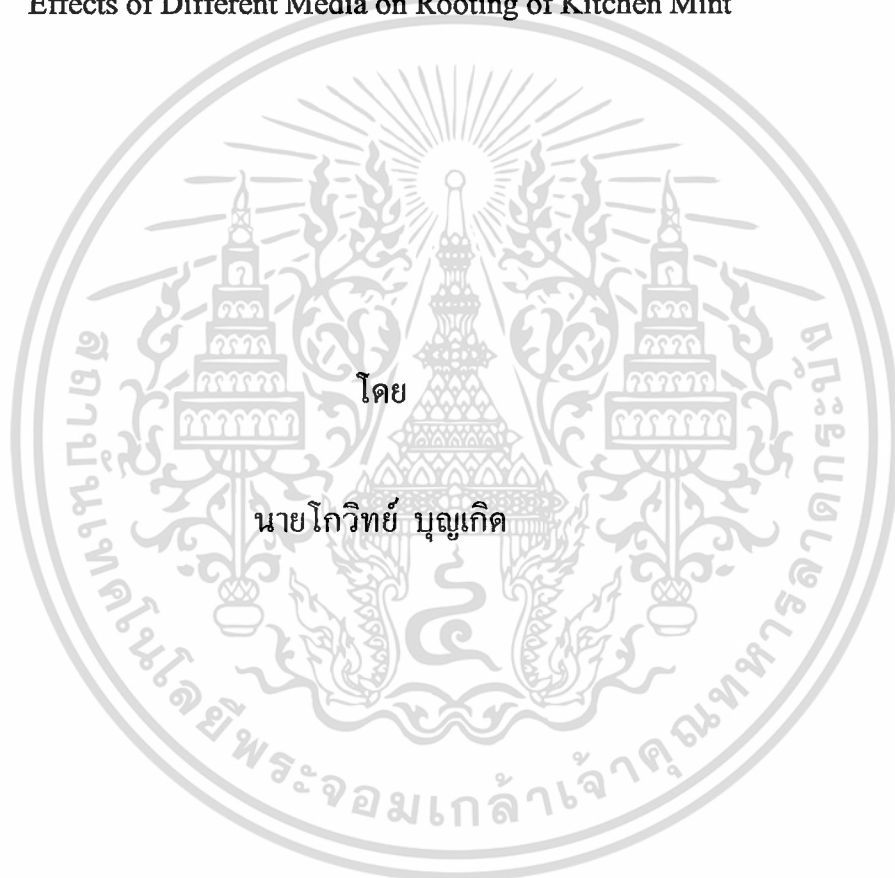 Effects of Different Media on Rooting of Kitchen Mint
โดย
นายโกวิทย์ บุญเกิด
สถาบันเทคโนโลยีพระจอมเกล้าเจ้าคุณทหารลาดกระบัง